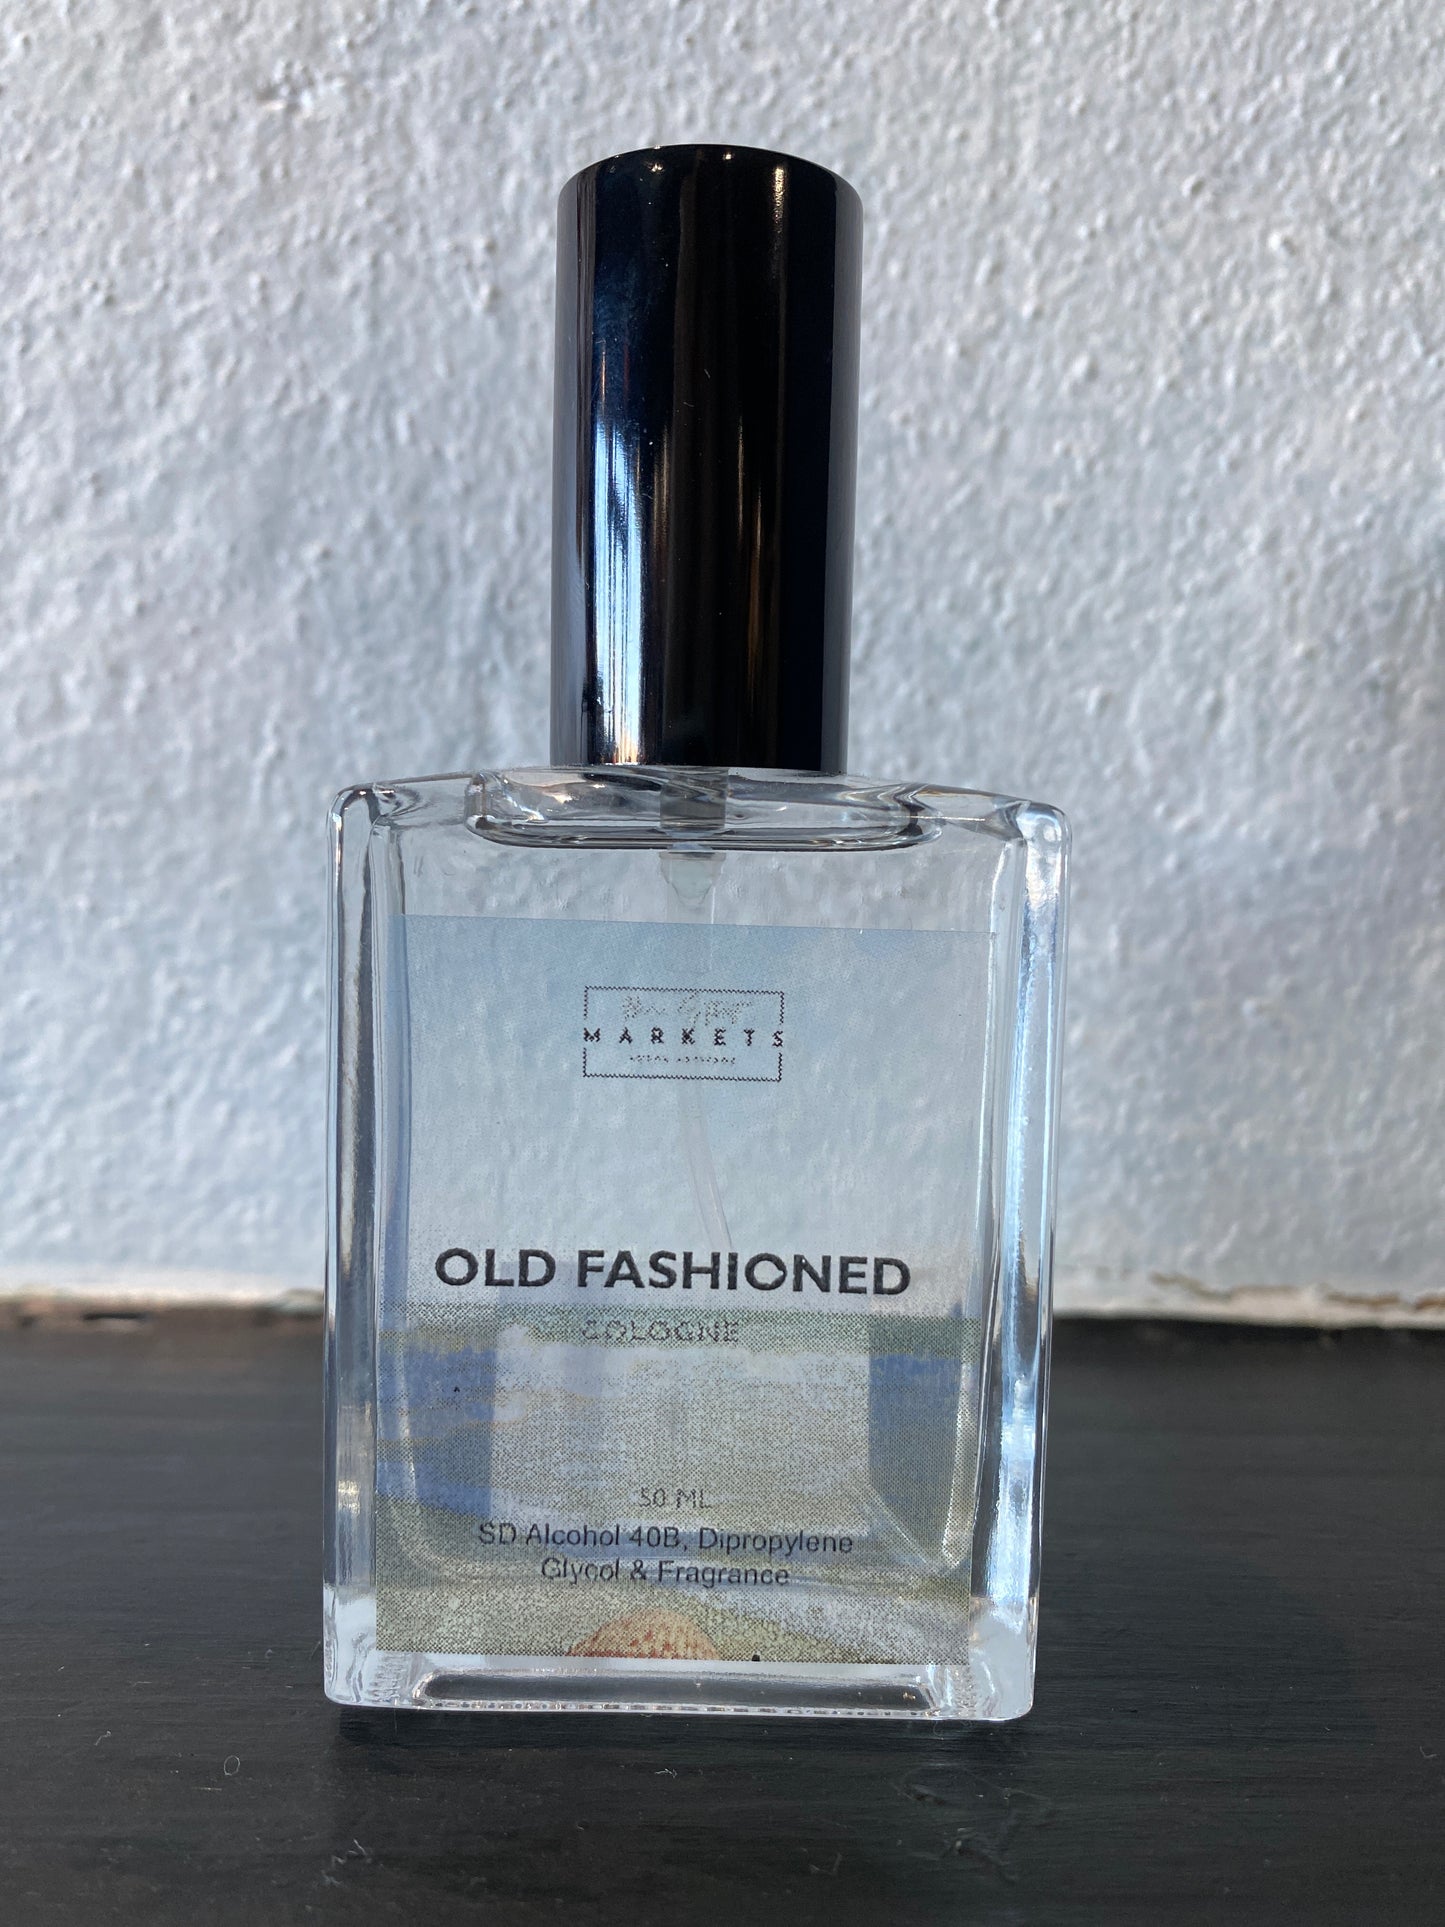 MARKETS
OLD FASHIONED
COLOGNE
50 ML
SD Alcohol 40B, Dipropylene
Glycol & Fragrance